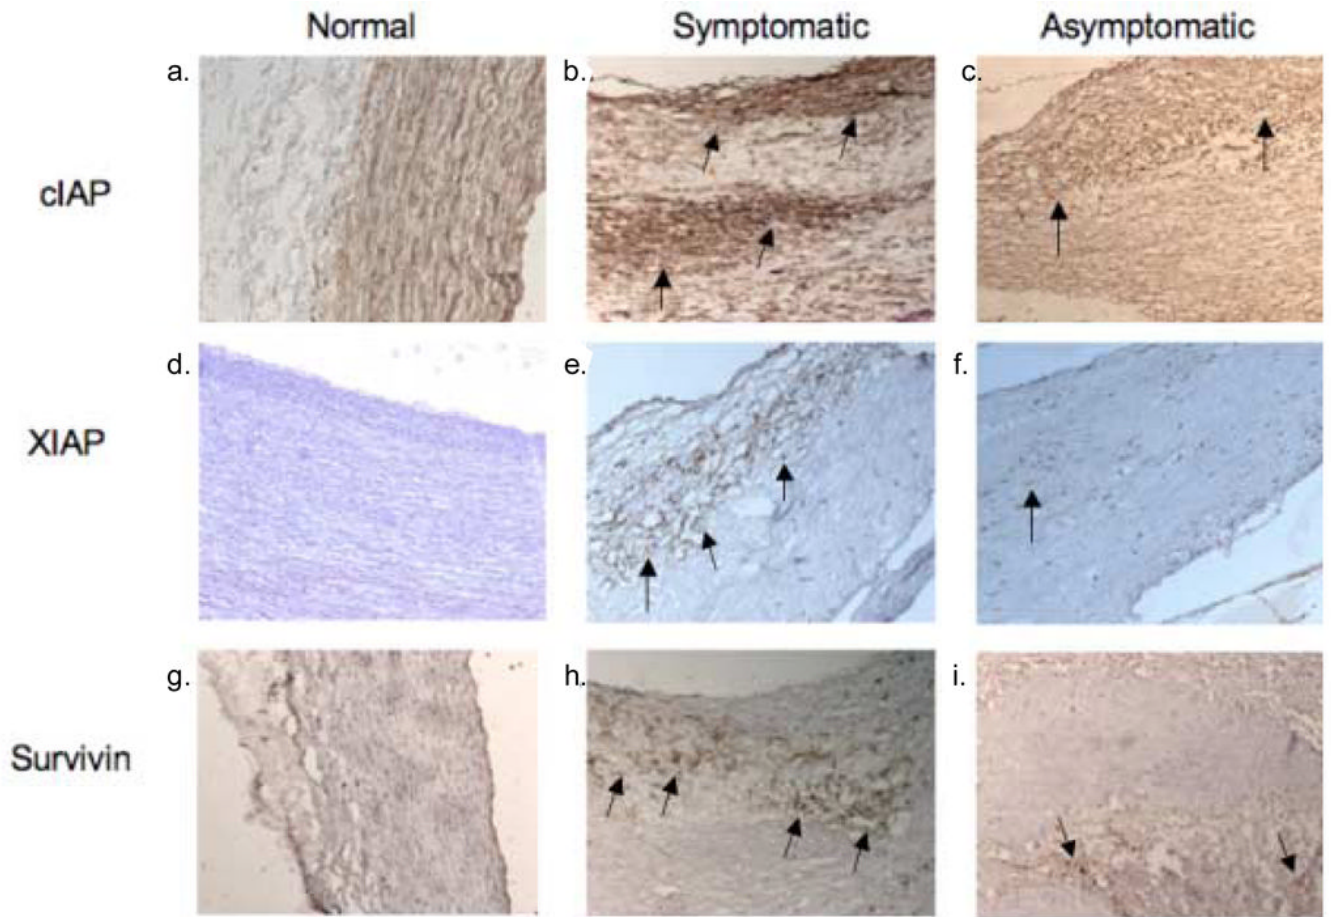 Normal Symptomatic Asymptomatic
a. b. c.
cIAP
d. e. f.
XIAP
g. h. i.
Survivin